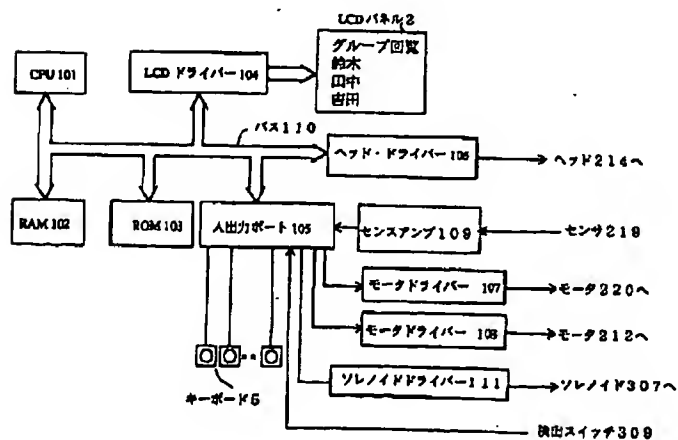 LCDパネル2
グループ回覧
鈴木
田中
吉田
CPU 101
LCD ドライバー 104
バス110
ヘッド・ドライバー 106
ヘッド214へ
RAM 102
ROM 103
入出力ポート 105
センスアンプ109
センサ219
モータドライバー 107
モータ220へ
モータドライバー 108
モータ212へ
ソレノイドドライバー111
ソレノイド307へ
キーボード5
検出スイッチ309